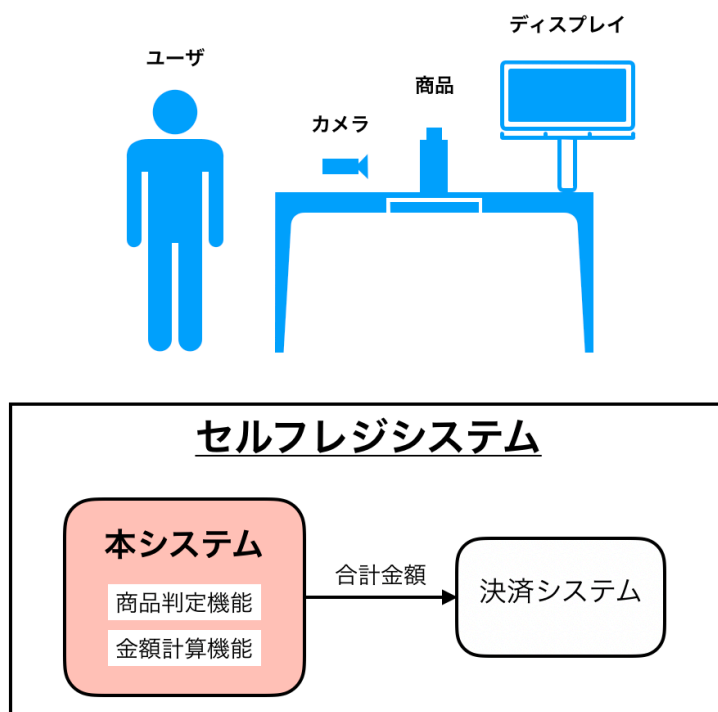 ディスプレイ
ユーザ
商品
カメラ
セルフレジシステム
本システム
商品判定機能
金額計算機能
合計金額
決済システム